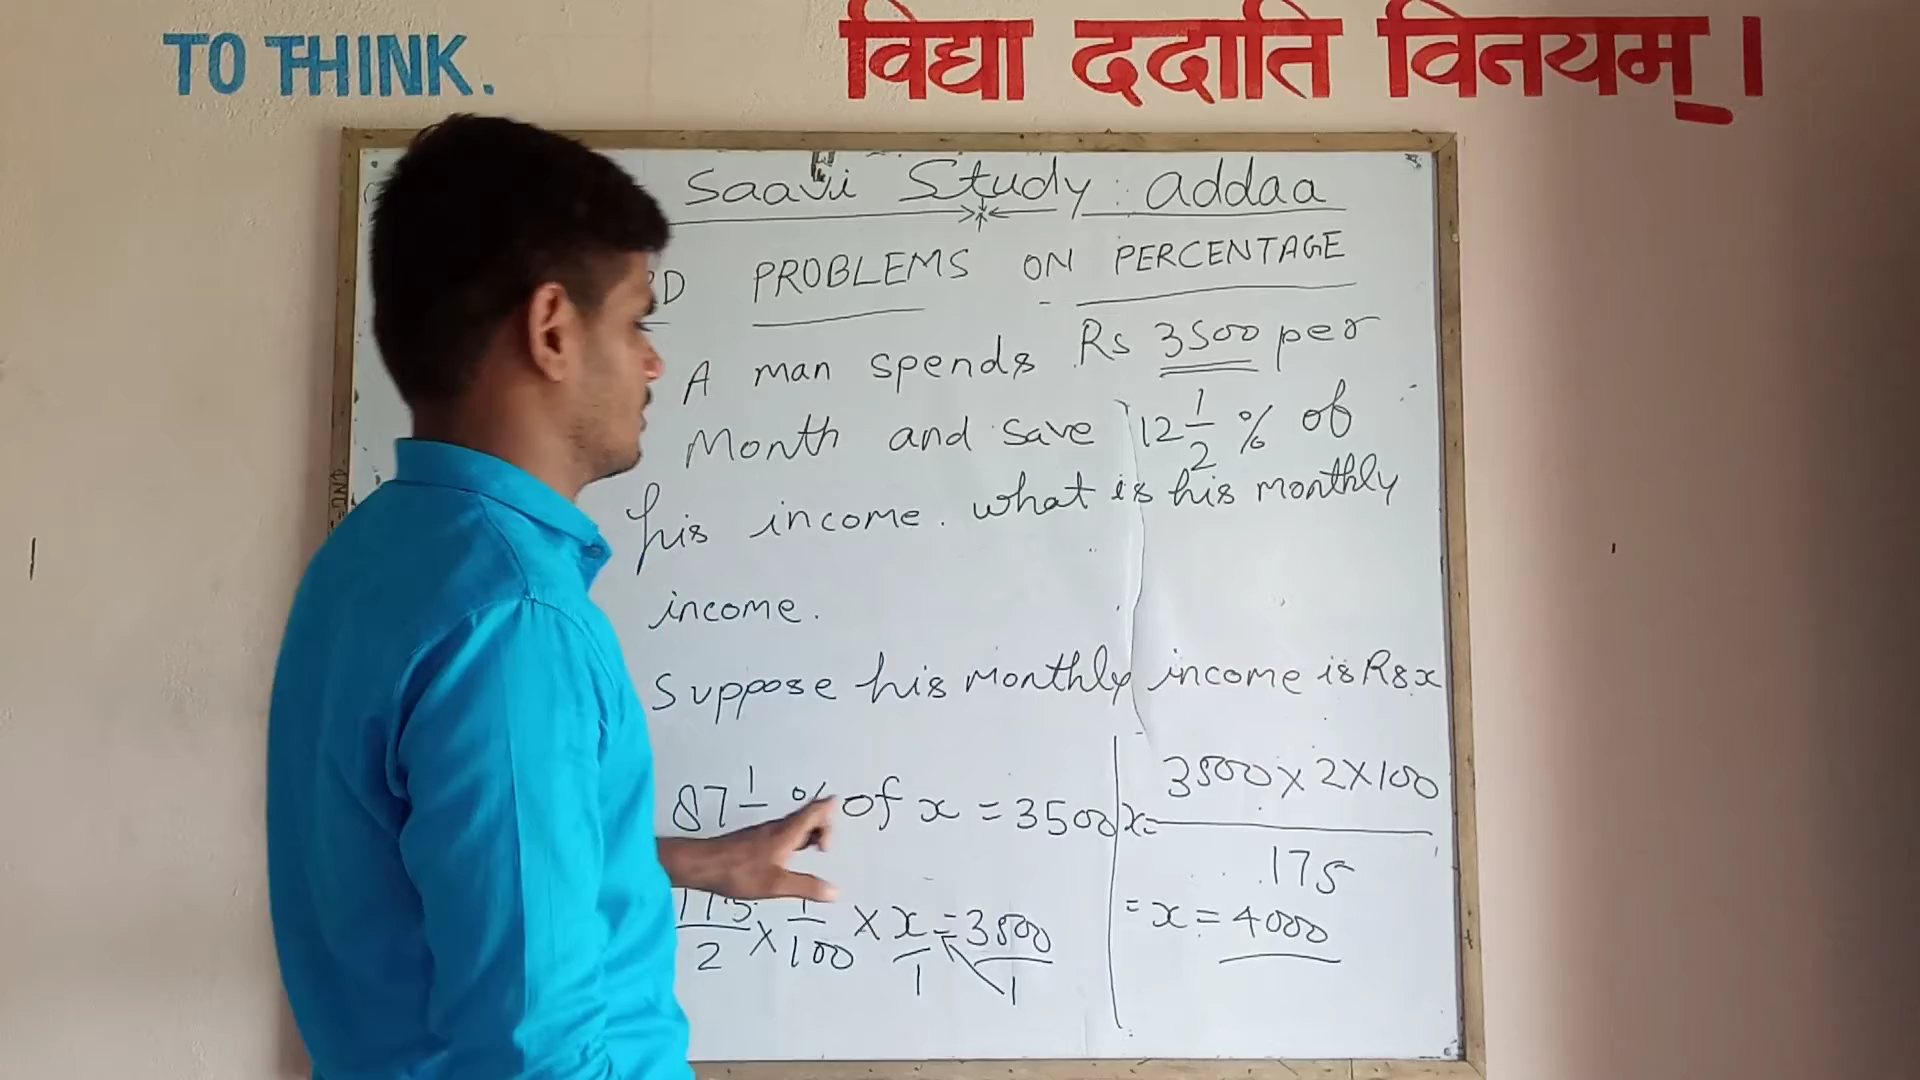 TO THINK.
विद्या ददाति विनयम् ।
Saavi Study addaa
PROBLEMS ON PERCENTAGE
A man spends Rs 3500 per
Month and save 12 1/2 % of
his income. what is his monthly
income.
Suppose his monthly income is Rs x
87 1/ % of x = 3500
175/2 × 1/100 × x/1 = 3500/1
x = 3500 × 2 × 100 / 175
= x = 4000